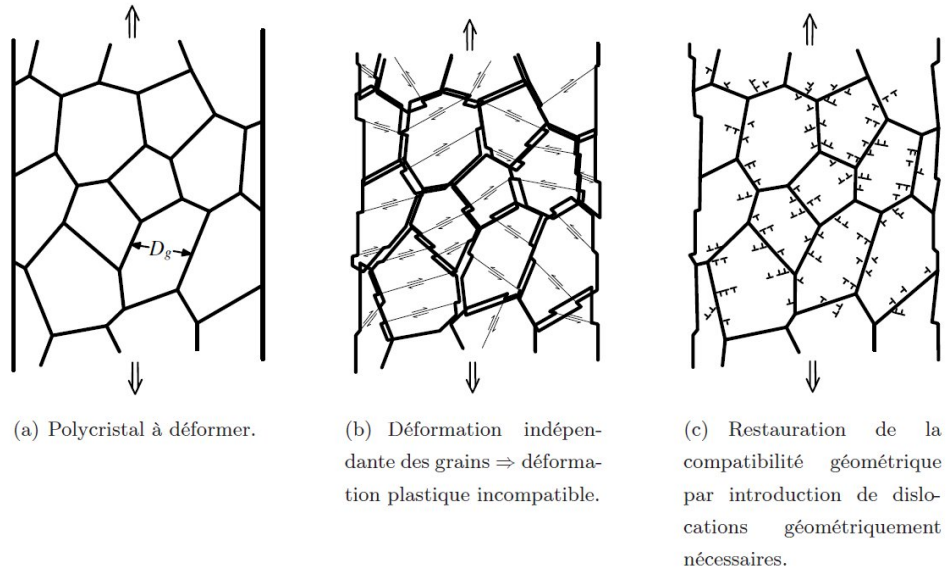 D_g
(a) Polycristal à déformer.
(b) Déformation indépen-
dante des grains ⇒ déforma-
tion plastique incompatible.
(c) Restauration de la
compatibilité géométrique
par introduction de dislo-
cations géométriquement
nécessaires.